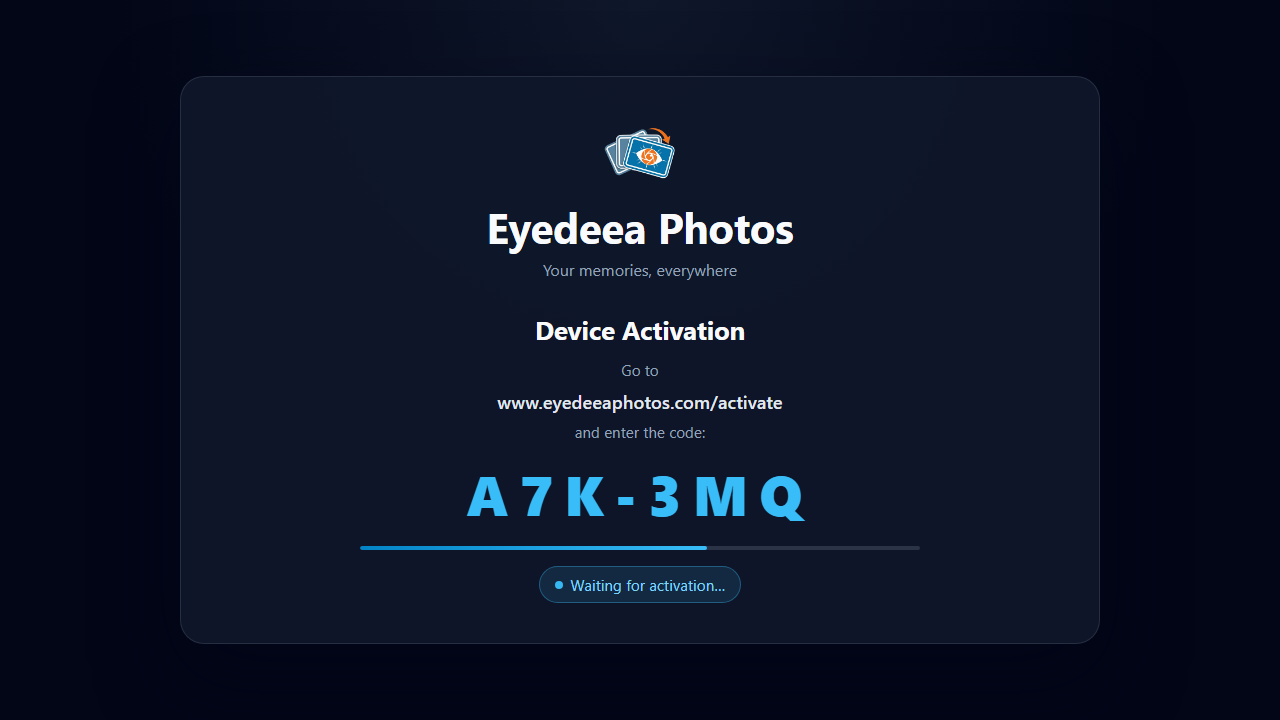 Eyedeea Photos
Your memories, everywhere
Device Activation
Go to
www.eyedeeaphotos.com/activate
and enter the code:
A7K-3MQ
Waiting for activation...